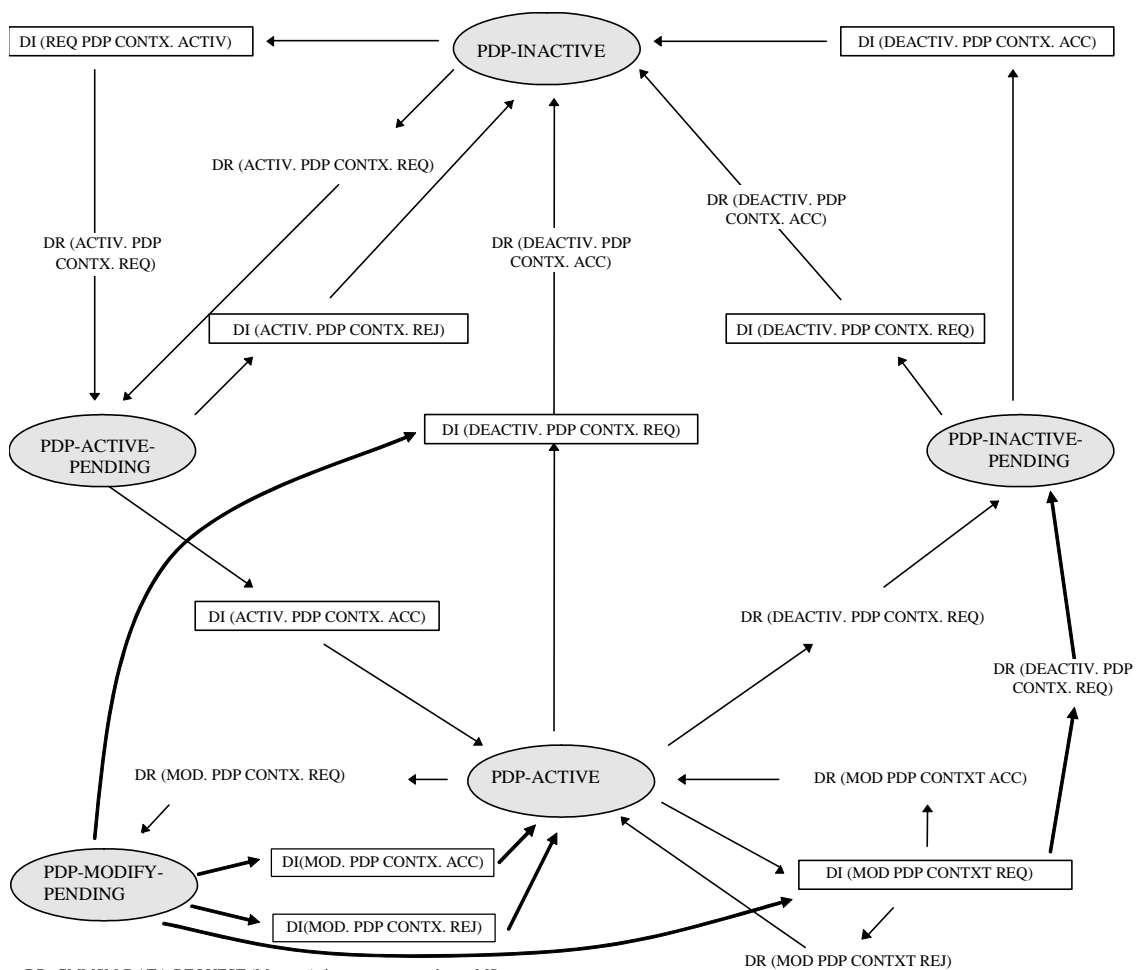 DI (REQ PDP CONTX. ACTIV)
PDP-INACTIVE
DI (DEACTIV. PDP CONTX. ACC)
DR (ACTIV. PDP CONTX. REQ)
DR (DEACTIV. PDP
CONTX. ACC)
DR (ACTIV. PDP
CONTX. REQ)
DR (DEACTIV. PDP
CONTX. ACC)
DI (ACTIV. PDP CONTX. REJ)
DI (DEACTIV. PDP CONTX. REQ)
DI (DEACTIV. PDP CONTX. REQ)
PDP-ACTIVE-
PENDING
PDP-INACTIVE-
PENDING
DI (ACTIV. PDP CONTX. ACC)
DR (DEACTIV. PDP CONTX. REQ)
DR (DEACTIV. PDP
CONTX. REQ)
DR (MOD. PDP CONTX. REQ)
PDP-ACTIVE
DR (MOD PDP CONTXT ACC)
PDP-MODIFY-
PENDING
DI(MOD. PDP CONTX. ACC)
DI (MOD PDP CONTXT REQ)
DI(MOD. PDP CONTX. REJ)
DR (MOD PDP CONTXT REJ)